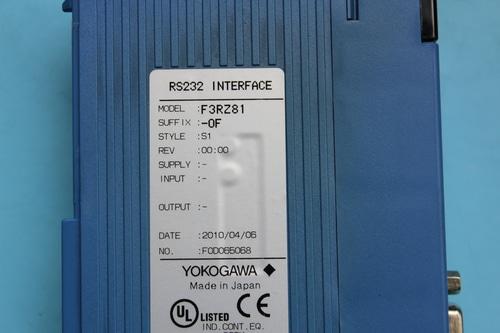 RS232 INTERFACE
MODEL :F3RZ81
SUFFIX :-0F
STYLE :S1
REV :00:00
SUPPLY :-
INPUT :-
OUTPUT :-
DATE :2010/04/06
NO. :F0D065068
YOKOGAWA
Made in Japan
UL LISTED CE
IND.CONT.EQ.